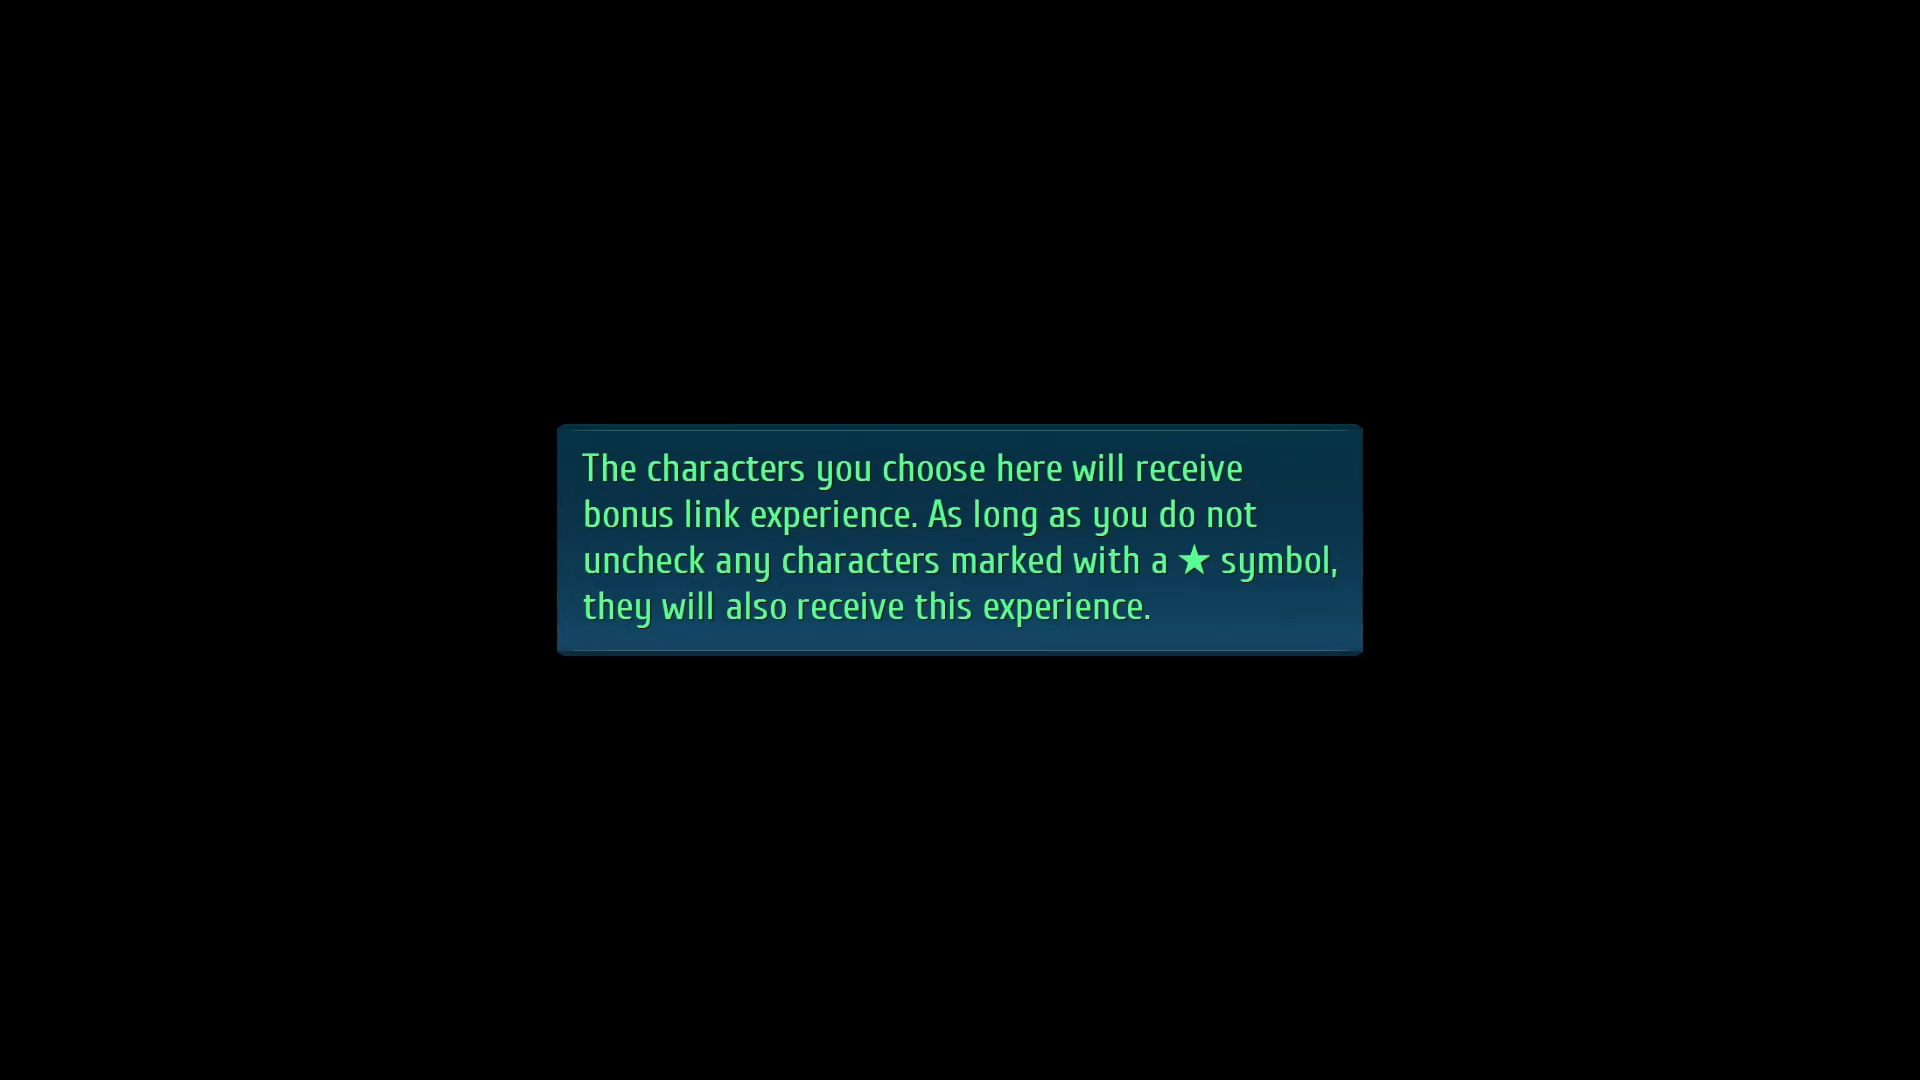 The characters you choose here will receive
bonus link experience. As long as you do not
uncheck any characters marked with a ★ symbol,
they will also receive this experience.